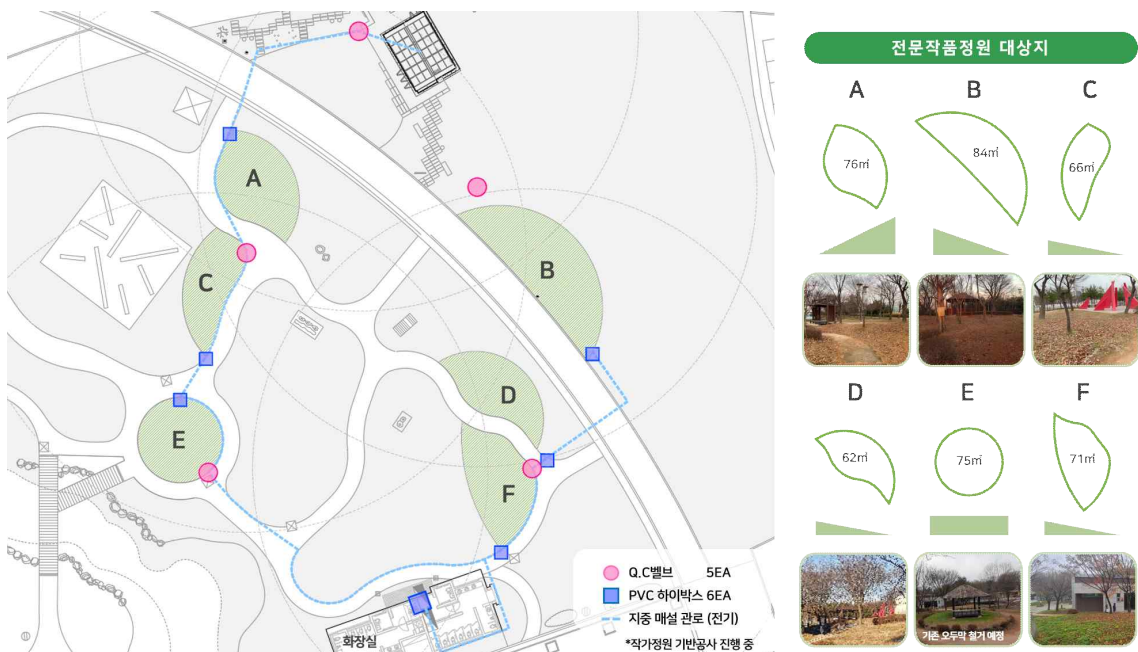 A
B
C
D
E
F
화장실
Q.C벨브 5EA
PVC 하이박스 6EA
지중 매설 관로 (전기)
*작가정원 기반공사 진행 중
전문작품정원 대상지
A B C
76㎡ 84㎡ 66㎡
D E F
62㎡ 75㎡ 71㎡
기존 오두막 철거 예정